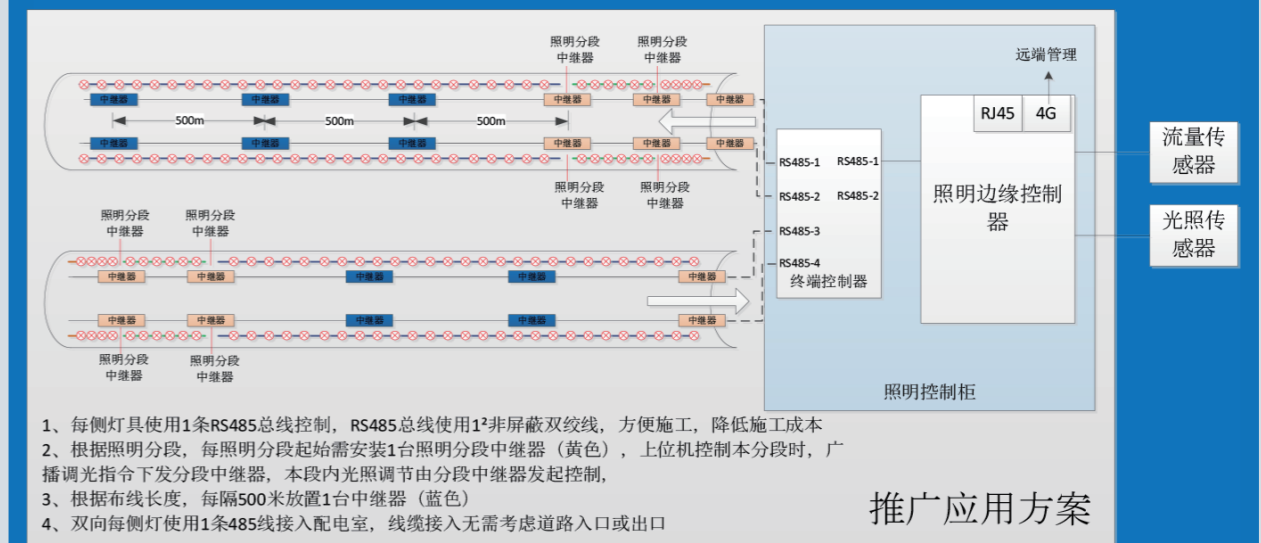 照明分段
中继器
照明分段
中继器
远端管理
中继器
中继器
中继器
中继器
中继器
中继器
RJ45
4G
500m
500m
500m
流量传
感器
中继器
中继器
中继器
中继器
中继器
中继器
RS485-1
RS485-1
照明分段
中继器
照明分段
中继器
RS485-2
RS485-2
照明边缘控制
器
照明分段
中继器
照明分段
中继器
RS485-3
光照传
感器
RS485-4
中继器
中继器
中继器
中继器
中继器
终端控制器
中继器
中继器
中继器
中继器
中继器
照明分段
中继器
照明分段
中继器
照明控制柜
1、每侧灯具使用1条RS485总线控制，RS485总线使用1²非屏蔽双绞线，方便施工，降低施工成本
2、根据照明分段，每照明分段起始需安装1台照明分段中继器（黄色），上位机控制本分段时，广
播调光指令下发分段中继器，本段内光照调节由分段中继器发起控制,
3、根据布线长度，每隔500米放置1台中继器（蓝色）
4、双向每侧灯使用1条485线接入配电室，线缆接入无需考虑道路入口或出口
推广应用方案